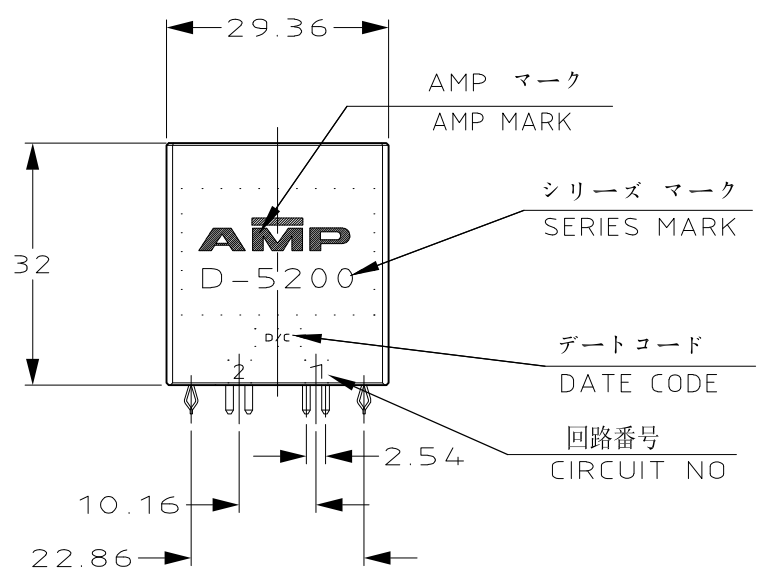 29.36
AMP マーク
AMP MARK
シリーズ マーク
SERIES MARK
32
AMP
D-5200
D/C
デートコード
DATE CODE
2 1
回路番号
CIRCUIT NO
2.54
10.16
22.86